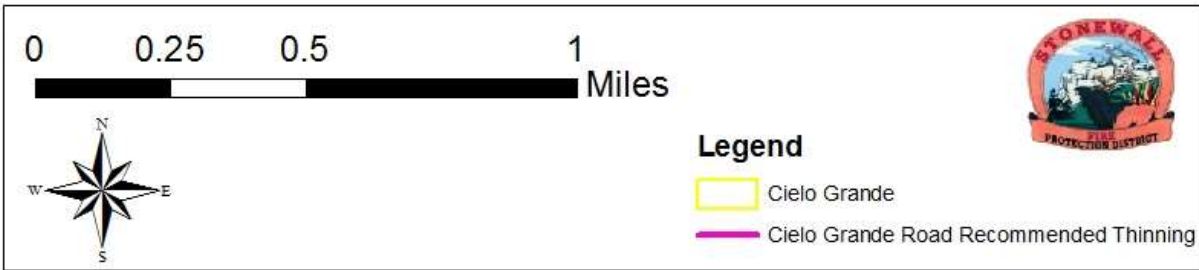 0 0.25 0.5 1
Miles
N
W E
S
STONEWALL
FIRE
PROTECTION DISTRICT
Legend
Cielo Grande
Cielo Grande Road Recommended Thinning